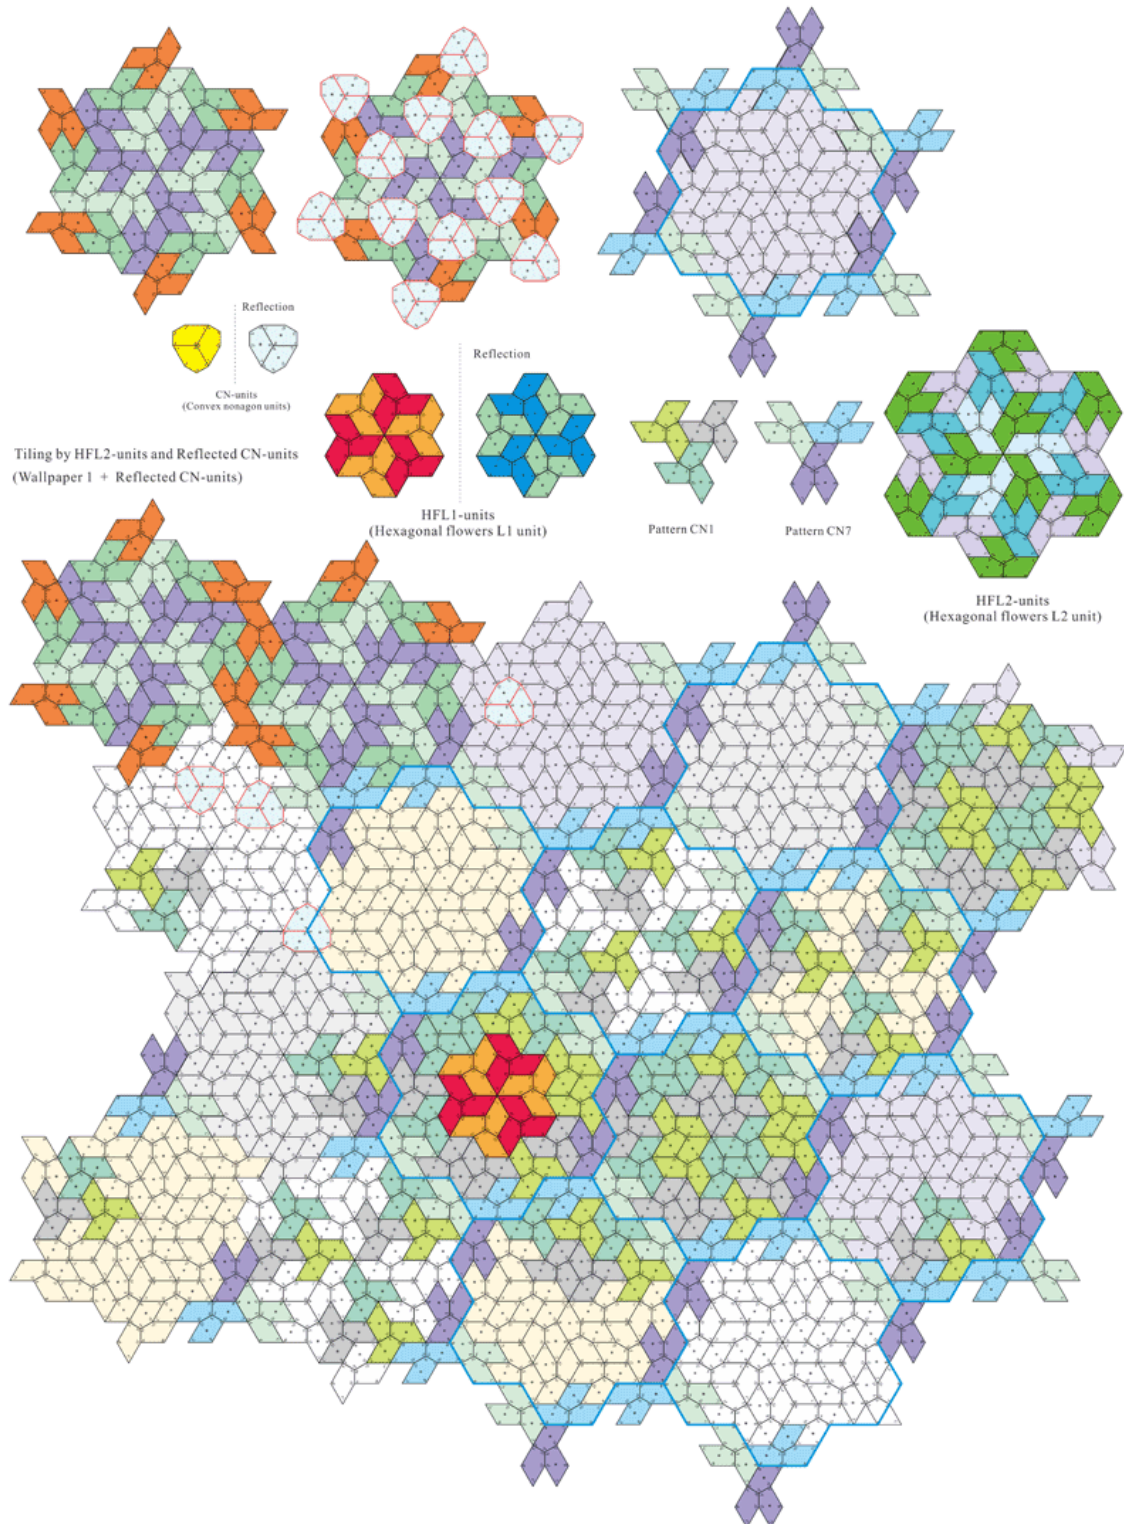 Reflection
CN-units
(Convex nonagon units)
Reflection
Tiling by HFL2-units and Reflected CN-units
(Wallpaper 1 + Reflected CN-units)
HFL1-units
(Hexagonal flowers L1 unit)
Pattern CN1
Pattern CN7
HFL2-units
(Hexagonal flowers L2 unit)